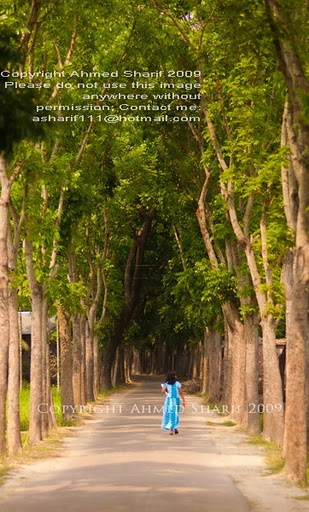 Copyright Ahmed Sharif 2009
Please do not use this image
anywhere without
permission; Contact me:
asharif111@hotmail.com
Copyright Ahmed Sharif 2009